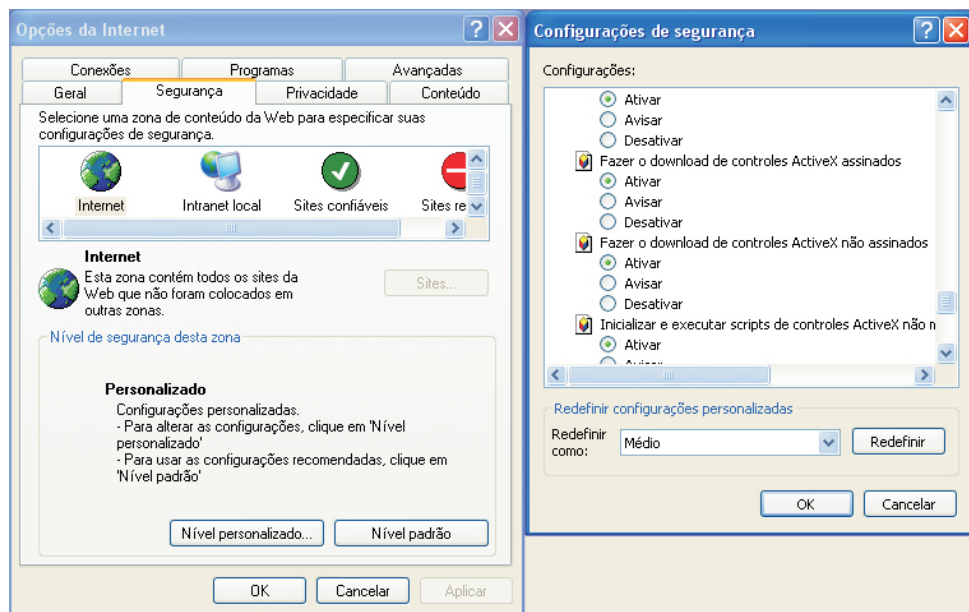 Opções da Internet
Conexões
Programas
Avançadas
Geral
Segurança
Privacidade
Conteúdo
Selecione uma zona de conteúdo da Web para especificar suas
configurações de segurança.
Internet
Intranet local
Sites confiáveis
Sites re
Internet
Esta zona contém todos os sites da
Web que não foram colocados em
outras zonas.
Sites...
Nível de segurança desta zona
Personalizado
Configurações personalizadas.
- Para alterar as configurações, clique em 'Nível
personalizado'
- Para usar as configurações recomendadas, clique em
'Nível padrão'
Nível personalizado...
Nível padrão
OK
Cancelar
Aplicar
Configurações de segurança
Configurações:
Ativar
Avisar
Desativar
Fazer o download de controles ActiveX assinados
Ativar
Avisar
Desativar
Fazer o download de controles ActiveX não assinados
Ativar
Avisar
Desativar
Inicializar e executar scripts de controles ActiveX não
Ativar
Redefinir configurações personalizadas
Redefinir
como:
Médio
Redefinir
OK
Cancelar